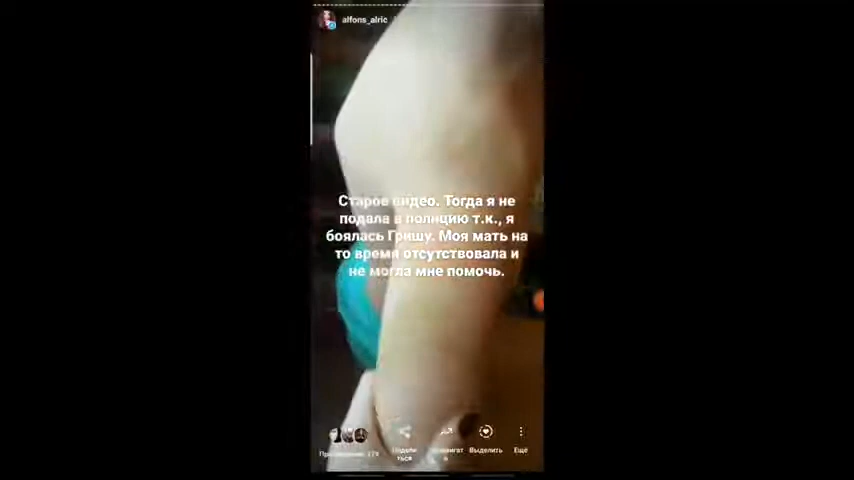 alfons_alric
Старое видео. Тогда я не
подала в полицию т.к., я
боялась Гришу. Моя мать на
то время отсутствовала и
не могла мне помочь.
Поделиться
Выделить
Ещё